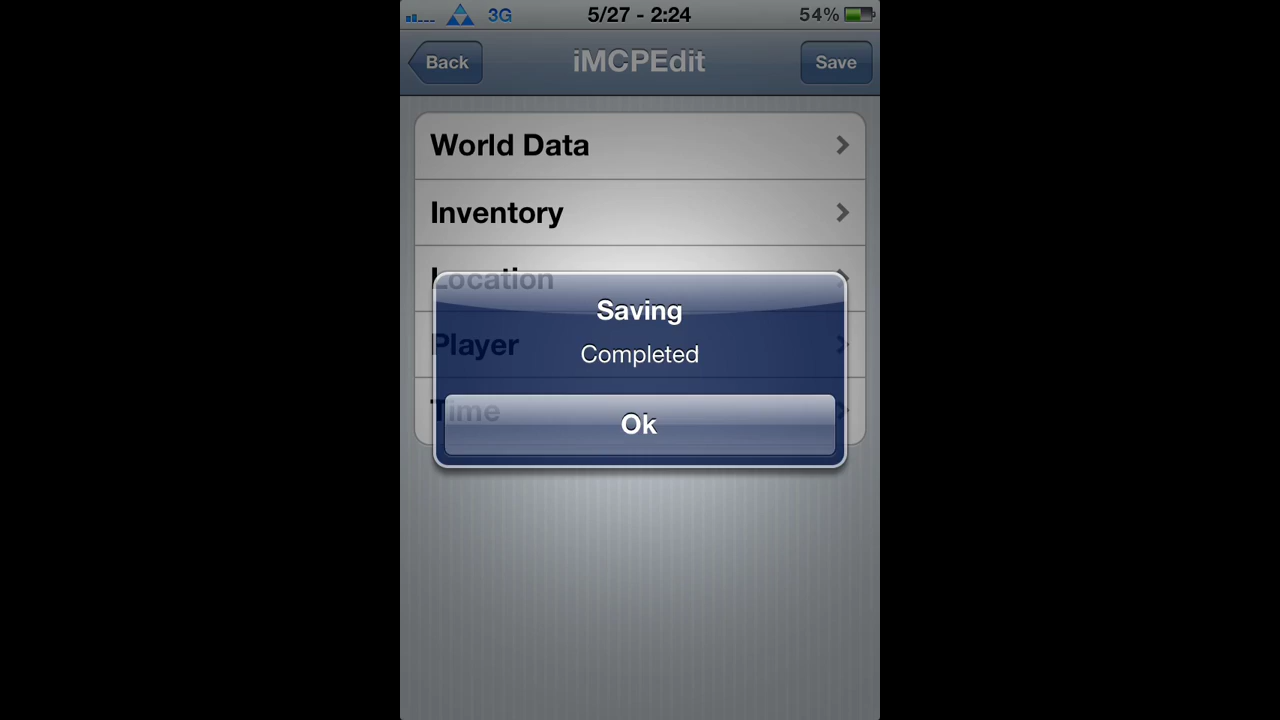 3G 5/27 - 2:24 54%
Back iMCPEdit Save
World Data
Inventory
Location
Saving
Player
Completed
Time
Ok